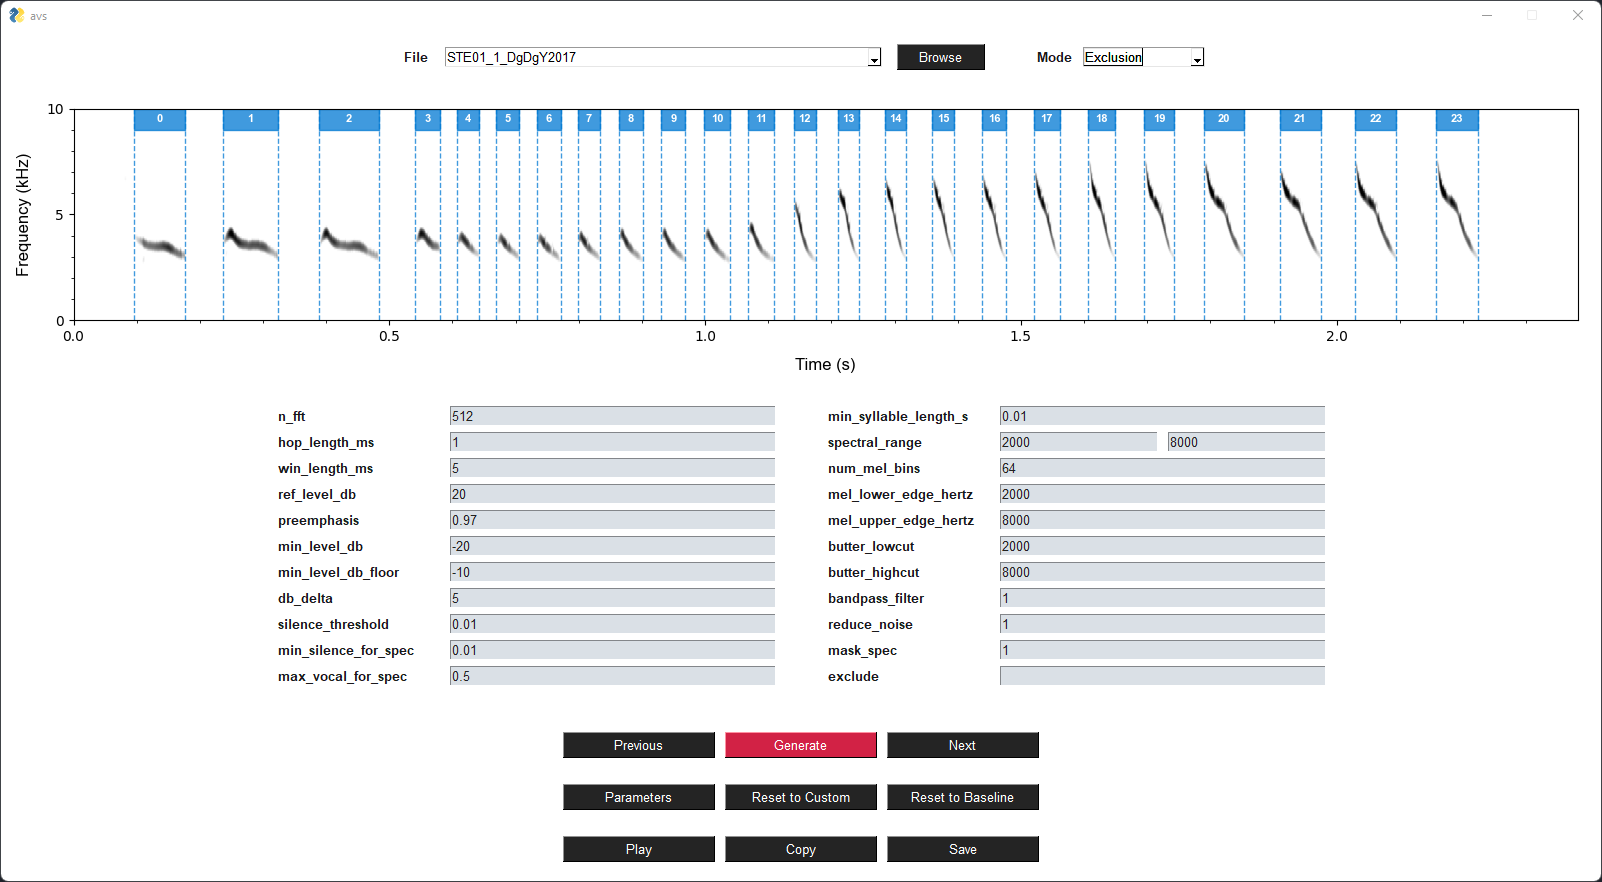 avs
File STE01_1_DgDgY2017 Browse Mode Exclusion
10
0 1 2 3 4 5 6 7 8 9 10 11 12 13 14 15 16 17 18 19 20 21 22 23
Frequency (kHz)
5
0
0.0 0.5 1.0 1.5 2.0
Time (s)
n_fft 512 min_syllable_length_s 0.01
hop_length_ms 1 spectral_range 2000 8000
win_length_ms 5 num_mel_bins 64
ref_level_db 20 mel_lower_edge_hertz 2000
preemphasis 0.97 mel_upper_edge_hertz 8000
min_level_db -20 butter_lowcut 2000
min_level_db_floor -10 butter_highcut 8000
db_delta 5 bandpass_filter 1
silence_threshold 0.01 reduce_noise 1
min_silence_for_spec 0.01 mask_spec 1
max_vocal_for_spec 0.5 exclude
Previous Generate Next
Parameters Reset to Custom Reset to Baseline
Play Copy Save